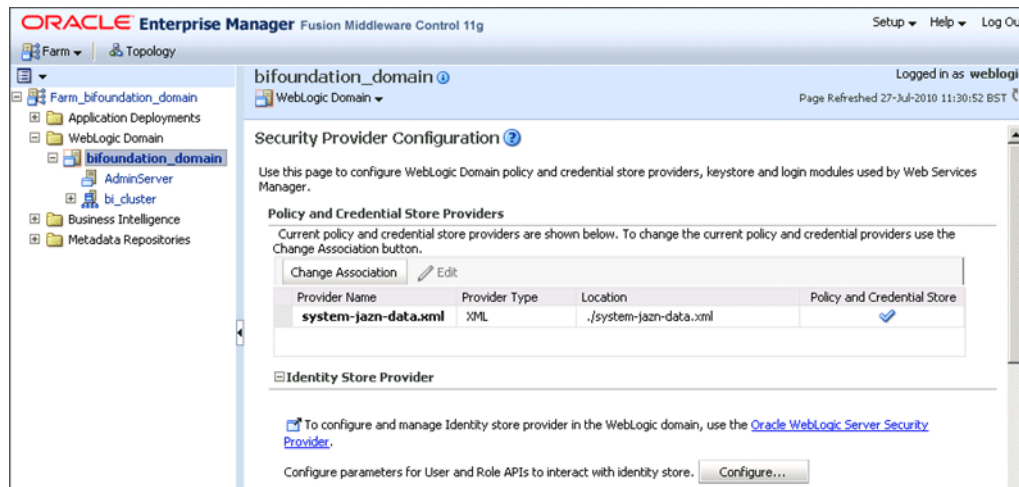 ORACLE Enterprise Manager Fusion Middleware Control 11g
Setup Help Log Ou
Farm Topology
bifoundation_domain
Logged in as weblogi
WebLogic Domain
Page Refreshed 27-Jul-2010 11:30:52 BST
Farm_bifoundation_domain
Application Deployments
WebLogic Domain
bifoundation_domain
AdminServer
bi_cluster
Business Intelligence
Metadata Repositories
Security Provider Configuration
Use this page to configure WebLogic Domain policy and credential store providers, keystore and login modules used by Web Services
Manager.
Policy and Credential Store Providers
Current policy and credential store providers are shown below. To change the current policy and credential providers use the
Change Association button.
Change Association Edit
Provider Name Provider Type Location Policy and Credential Store
system-jazn-data.xml XML ./system-jazn-data.xml
Identity Store Provider
To configure and manage Identity store provider in the WebLogic domain, use the Oracle WebLogic Server Security
Provider.
Configure parameters for User and Role APIs to interact with identity store. Configure...